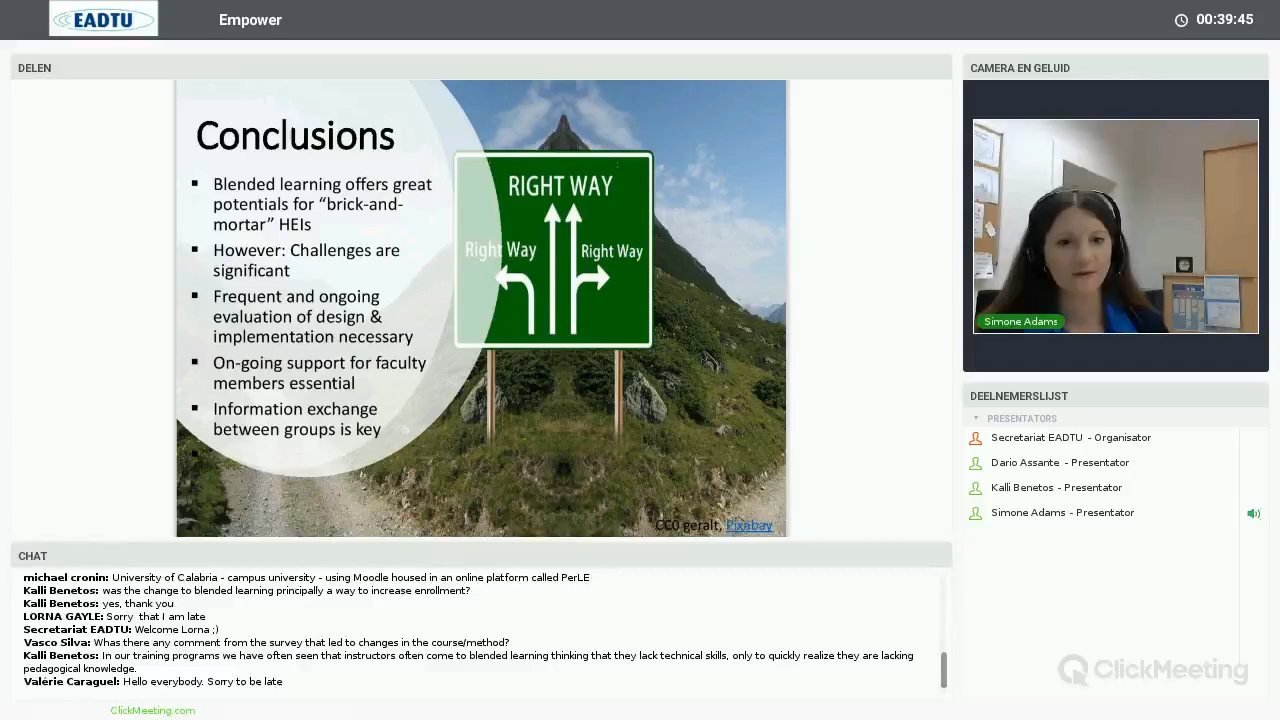 EADTU
Empower
00:39:45
DELEN
Conclusions
▪ Blended learning offers great
potentials for “brick-and-
mortar” HEIs
▪ However: Challenges are
significant
▪ Frequent and ongoing
evaluation of design &
implementation necessary
▪ On-going support for faculty
members essential
▪ Information exchange
between groups is key
RIGHT WAY
Right Way
Right Way
CC0 geralt, Pixabay
CAMERA EN GELUID
Simone Adams
DEELNEMERSLIJST
PRESENTATORS
Secretariat EADTU - Organisator
Dario Assante - Presentator
Kalli Benetos - Presentator
Simone Adams - Presentator
CHAT
michael cronin: University of Calabria - campus university - using Moodle housed in an online platform called PerLE
Kalli Benetos: was the change to blended learning principally a way to increase enrollment?
Kalli Benetos: yes, thank you
LORNA GAYLE: Sorry that I am late
Secretariat EADTU: Welcome Lorna ;)
Vasco Silva: Whas there any comment from the survey that led to changes in the course/method?
Kalli Benetos: In our training programs we have often seen that instructors often come to blended learning thinking that they lack technical skills, only to quickly realize they are lacking
pedagogical knowledge.
Valérie Caraguel: Hello everybody. Sorry to be late
ClickMeeting
ClickMeeting.com